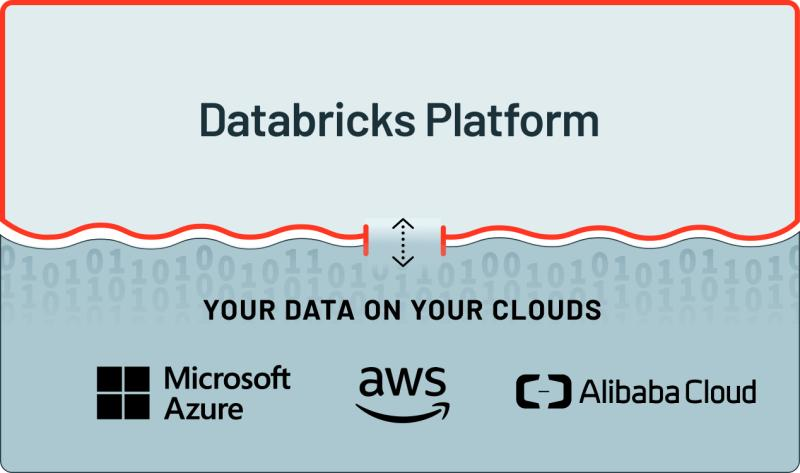 Databricks Platform
YOUR DATA ON YOUR CLOUDS
Microsoft
Azure
aws
Alibaba Cloud